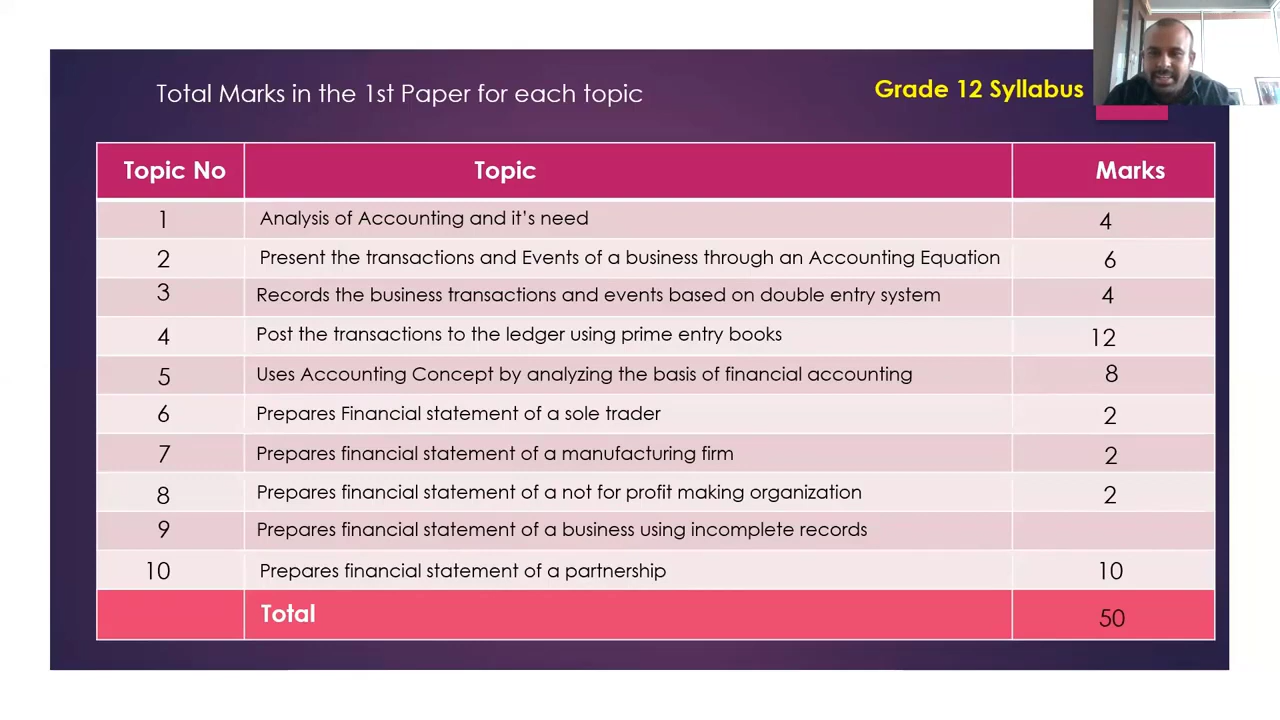 Total Marks in the 1st Paper for each topic
Grade 12 Syllabus
Topic No Topic Marks
1 Analysis of Accounting and it’s need 4
2 Present the transactions and Events of a business through an Accounting Equation 6
3 Records the business transactions and events based on double entry system 4
4 Post the transactions to the ledger using prime entry books 12
5 Uses Accounting Concept by analyzing the basis of financial accounting 8
6 Prepares Financial statement of a sole trader 2
7 Prepares financial statement of a manufacturing firm 2
8 Prepares financial statement of a not for profit making organization 2
9 Prepares financial statement of a business using incomplete records
10 Prepares financial statement of a partnership 10
Total 50